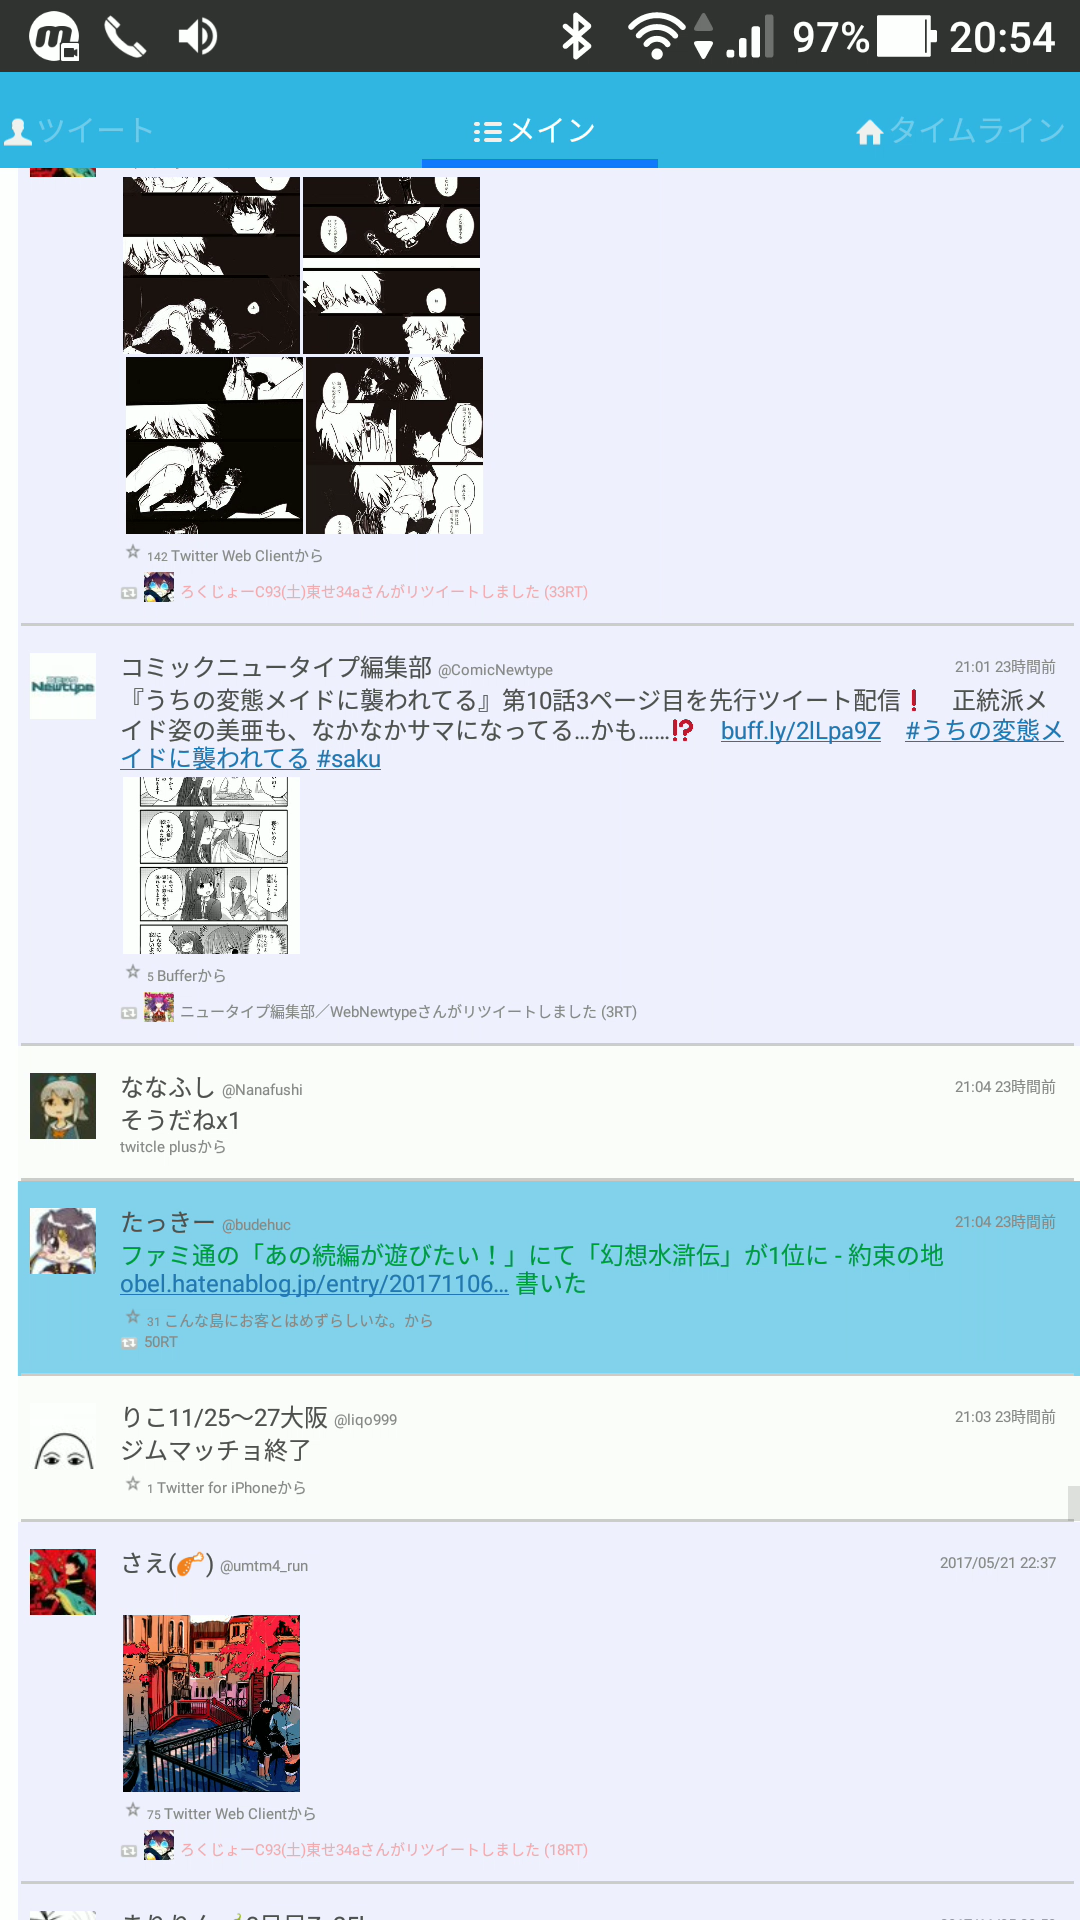 97% 20:54
ツイート メイン タイムライン
142 Twitter Web Clientから
ろくじょーC93(土)東せ34aさんがリツイートしました (33RT)
コミックニュータイプ編集部 @ComicNewtype 21:01 23時間前
『うちの変態メイドに襲われてる』第10話3ページ目を先行ツイート配信❗ 正統派メ
イド姿の美亜も、なかなかサマになってる…かも……⁉ buff.ly/2lLpa9Z #うちの変態メ
イドに襲われてる #saku
5 Bufferから
ニュータイプ編集部／WebNewtypeさんがリツイートしました (3RT)
ななふし @Nanafushi 21:04 23時間前
そうだねx1
twitcle plusから
たっきー @budehuc 21:04 23時間前
ファミ通の「あの続編が遊びたい！」にて「幻想水滸伝」が1位に - 約束の地
obel.hatenablog.jp/entry/20171106… 書いた
31 こんな島にお客とはめずらしいな。から
50RT
りこ11/25〜27大阪 @liqo999 21:03 23時間前
ジムマッチョ終了
1 Twitter for iPhoneから
さえ(🍗) @umtm4_run 2017/05/21 22:37
75 Twitter Web Clientから
ろくじょーC93(土)東せ34aさんがリツイートしました (18RT)